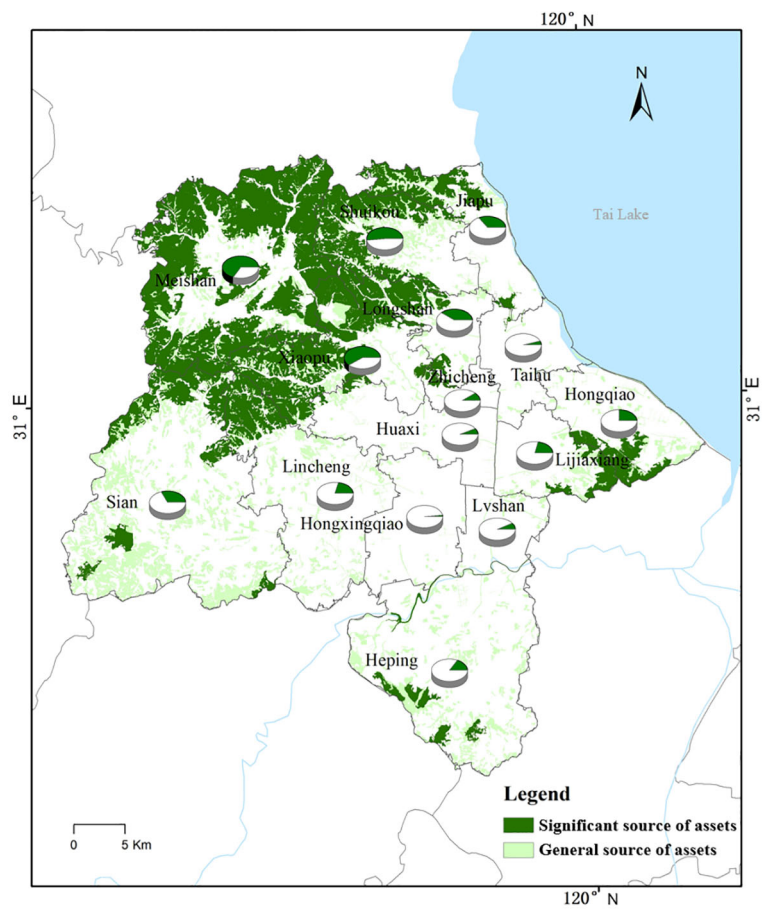 120° N
N
Tai Lake
Jiapu
Shuikou
Meishan
Longshan
Xiaopu
Zhicheng
Taihu
Hongqiao
31° E
31° E
Huaxi
Lijiaxiang
Lincheng
Sian
Hongxingqiao
Lvshan
Heping
Legend
Significant source of assets
General source of assets
0 5 Km
120° N